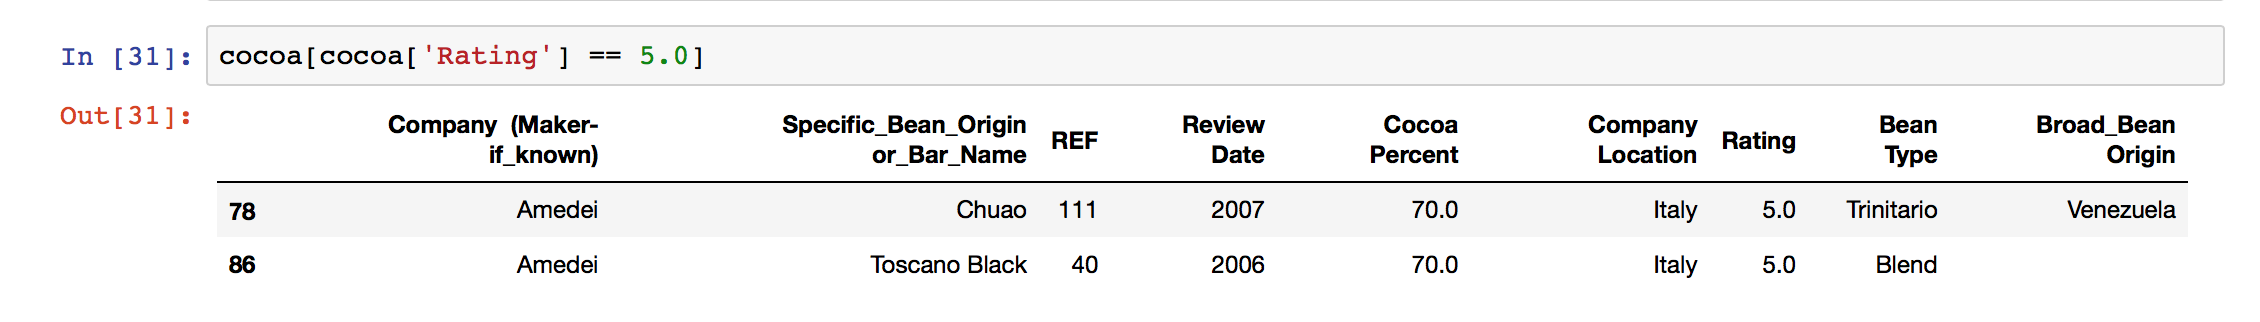 In [31]: cocoa[cocoa['Rating'] == 5.0]
Out[31]:
Company (Maker-if_known) Specific_Bean_Origin or_Bar_Name REF Review Date Cocoa Percent Company Location Rating Bean Type Broad_Bean Origin
78 Amedei Chuao 111 2007 70.0 Italy 5.0 Trinitario Venezuela
86 Amedei Toscano Black 40 2006 70.0 Italy 5.0 Blend